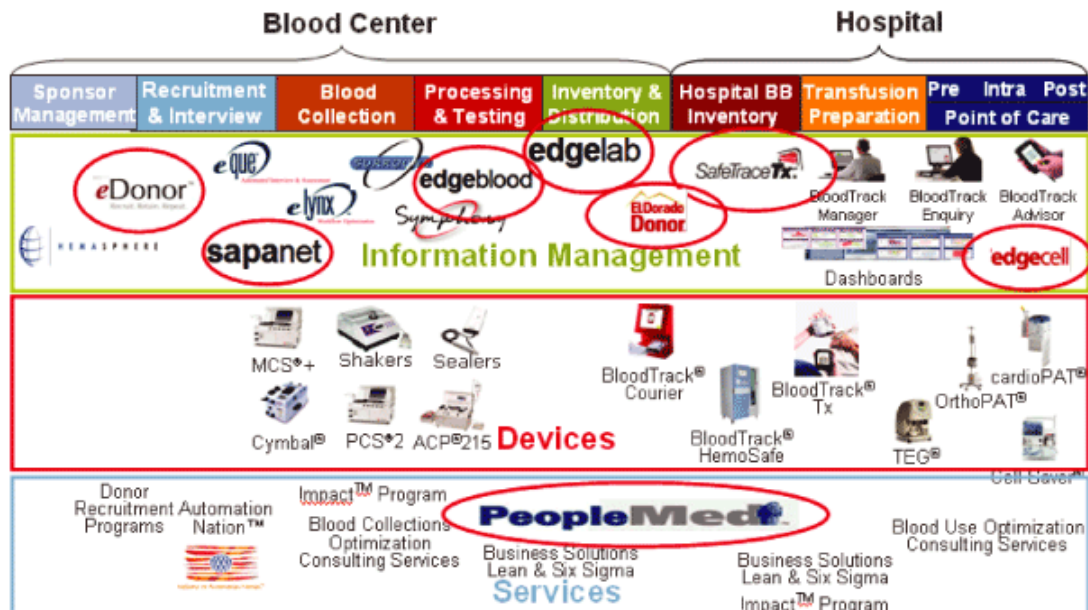 Blood Center
Hospital
Sponsor Management
Recruitment & Interview
Blood Collection
Processing & Testing
Inventory & Distribution
Hospital BB Inventory
Transfusion Preparation
Pre Intra Post
Point of Care
eDonor™
eQue
eLynx
Symphony
edgeblood
edgelab
SafeTraceTx
ElDorado
Donor
HEMASPHERE
sapanet
Information Management
BloodTrack
Manager
BloodTrack
Enquiry
BloodTrack
Advisor
Dashboards
edgecell
MCS®+
Shakers
Sealers
Cymbal®
PCS®2
ACP®215
Devices
BloodTrack®
Courier
BloodTrack®
HemoSafe
BloodTrack®
Tx
TEG®
OrthoPAT®
cardioPAT®
Cell Saver®
Donor
Recruitment
Programs
Automation
Nation™
Impact™ Program
Blood Collections
Optimization
Consulting Services
PeopleMed
Business Solutions
Lean & Six Sigma
Services
Business Solutions
Lean & Six Sigma
Impact™ Program
Blood Use Optimization
Consulting Services